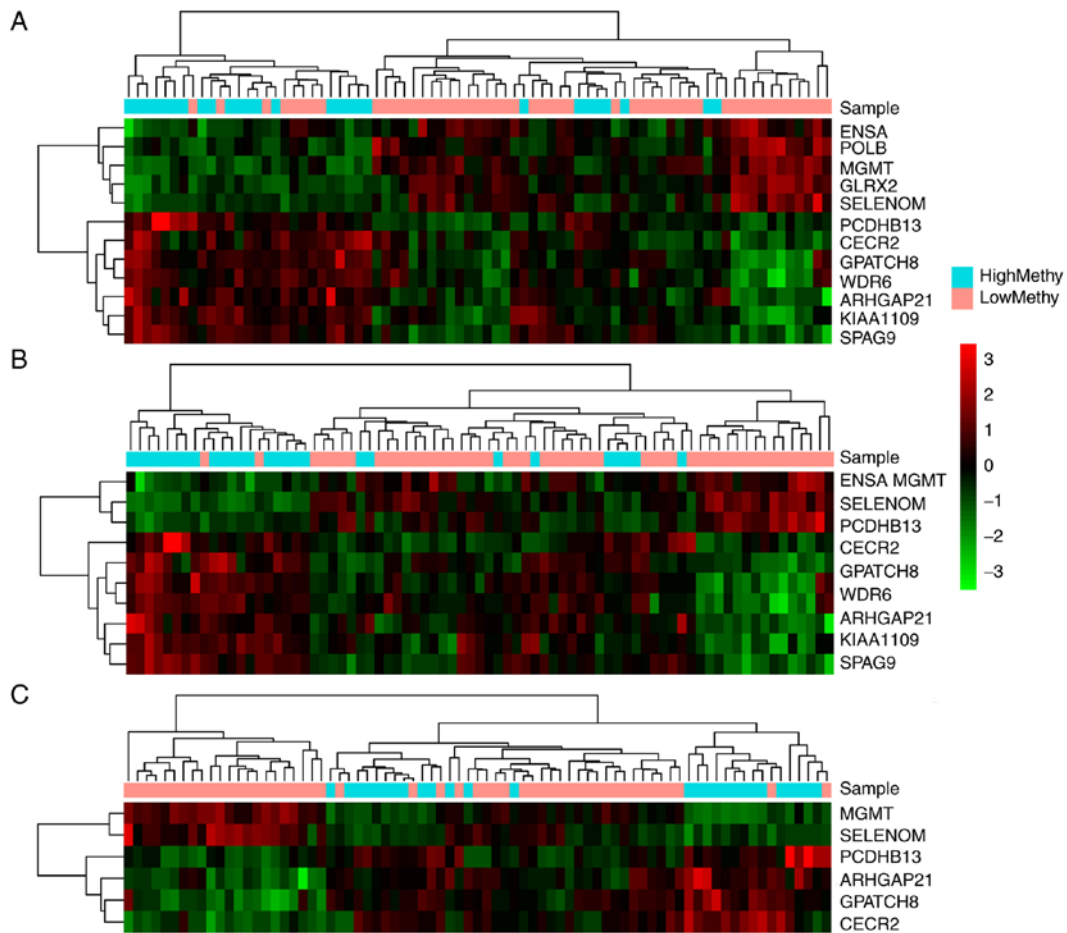 A
Sample
ENSA
POLB
MGMT
GLRX2
SELENOM
PCDHB13
CECR2
GPATCH8
WDR6
ARHGAP21
KIAA1109
SPAG9
HighMethy
LowMethy
3
2
1
0
−1
−2
−3
B
Sample
ENSA MGMT
SELENOM
PCDHB13
CECR2
GPATCH8
WDR6
ARHGAP21
KIAA1109
SPAG9
C
Sample
MGMT
SELENOM
PCDHB13
ARHGAP21
GPATCH8
CECR2